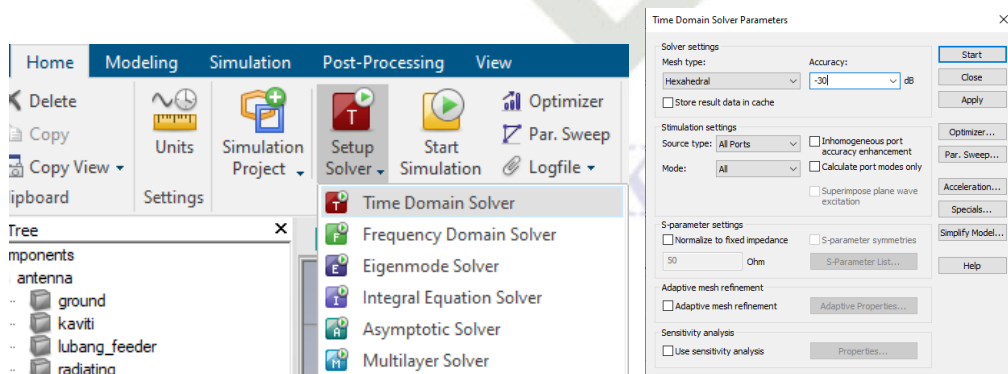 Home Modeling Simulation Post-Processing View
Delete
Copy
Copy View
ipboard
Units
Settings
Simulation
Project
Setup
Solver
Start
Simulation
Optimizer
Par. Sweep
Logfile
Time Domain Solver
Frequency Domain Solver
Eigenmode Solver
Integral Equation Solver
Asymptotic Solver
Multilayer Solver
Tree
mponents
antenna
ground
kaviti
lubang_feeder
radiating
Time Domain Solver Parameters
Solver settings
Mesh type: Accuracy:
Hexahedral -30 dB
Store result data in cache
Stimulation settings
Source type: All Ports
Mode: All
Inhomogeneous port
accuracy enhancement
Calculate port modes only
Superimpose plane wave
excitation
S-parameter settings
Normalize to fixed impedance S-parameter symmetries
50 Ohm S-Parameter List...
Adaptive mesh refinement
Adaptive mesh refinement Adaptive Properties...
Sensitivity analysis
Use sensitivity analysis Properties...
Start
Close
Apply
Optimizer...
Par. Sweep...
Acceleration...
Specials...
Simplify Model...
Help